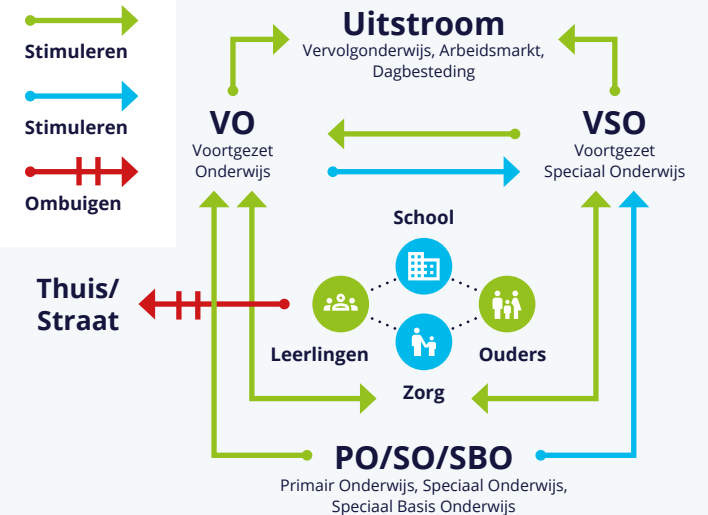 Stimuleren
Stimuleren
Ombuigen
Uitstroom
Vervolgonderwijs, Arbeidsmarkt,
Dagbesteding
VO
Voortgezet
Onderwijs
VSO
Voortgezet
Speciaal Onderwijs
School
Thuis/
Straat
Leerlingen
Ouders
Zorg
PO/SO/SBO
Primair Onderwijs, Speciaal Onderwijs,
Speciaal Basis Onderwijs